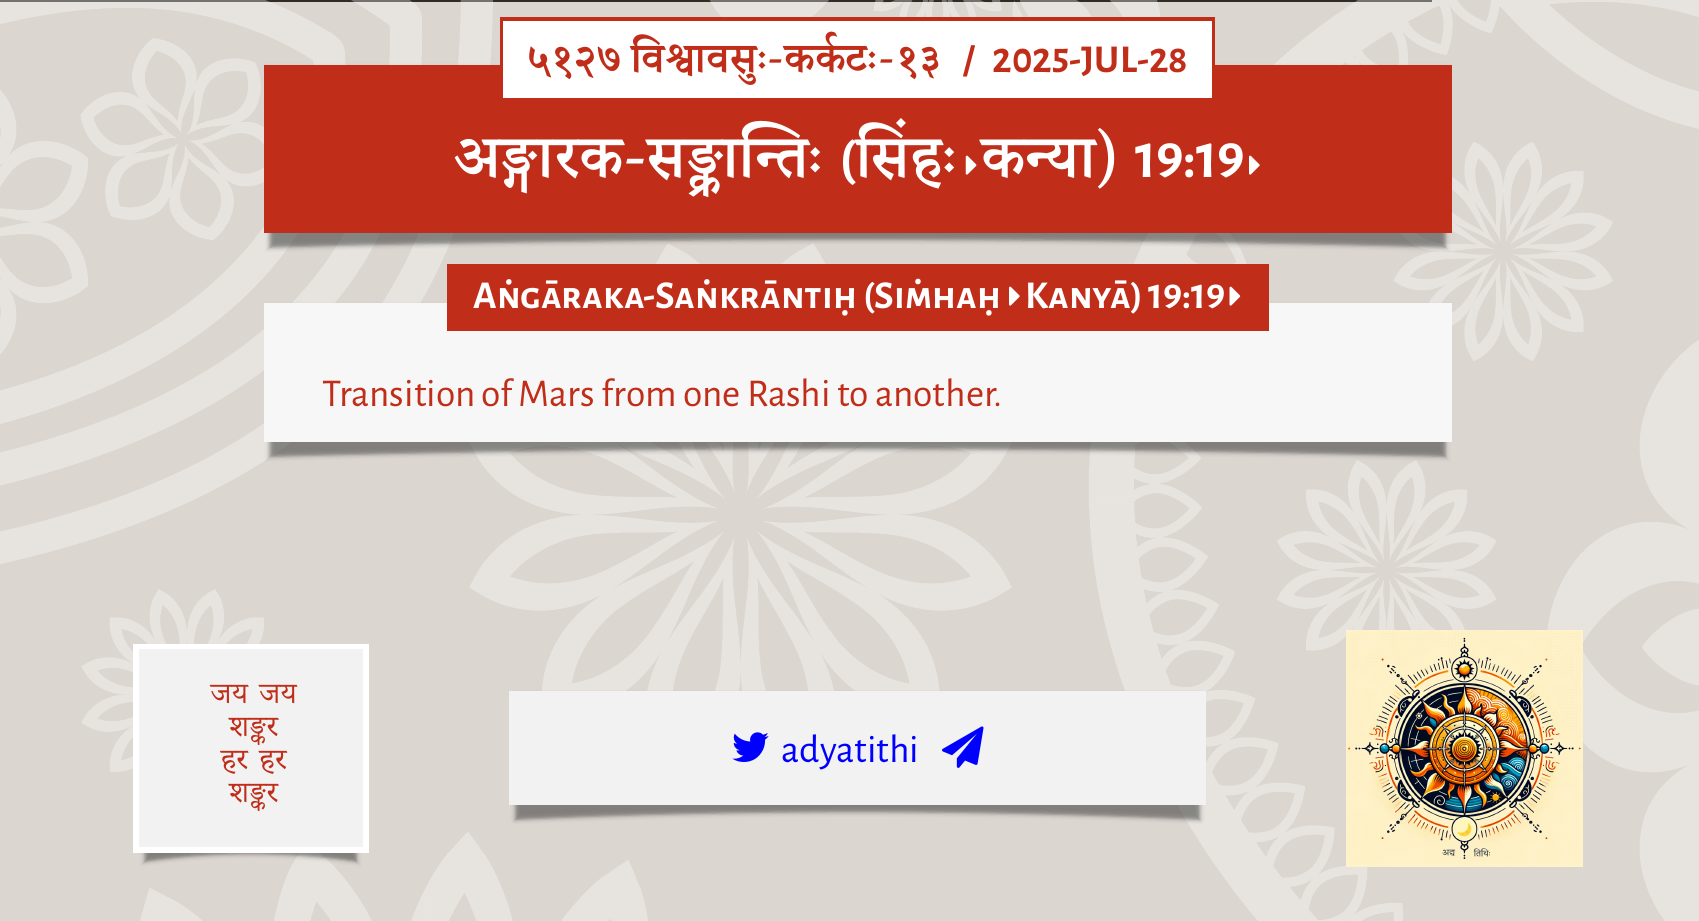 ५१२७ विश्वावसुः-कर्कटः-१३ / 2025-JUL-28
अङ्गारक-सङ्क्रान्तिः (सिंहः⏵कन्या) 19:19⏵
Aṅgāraka-Saṅkrāntiḥ (Siṁhaḥ⏵Kanyā) 19:19⏵
Transition of Mars from one Rashi to another.
जय जय
शङ्कर
हर हर
शङ्कर
adyatithi
अद्य तिथिः